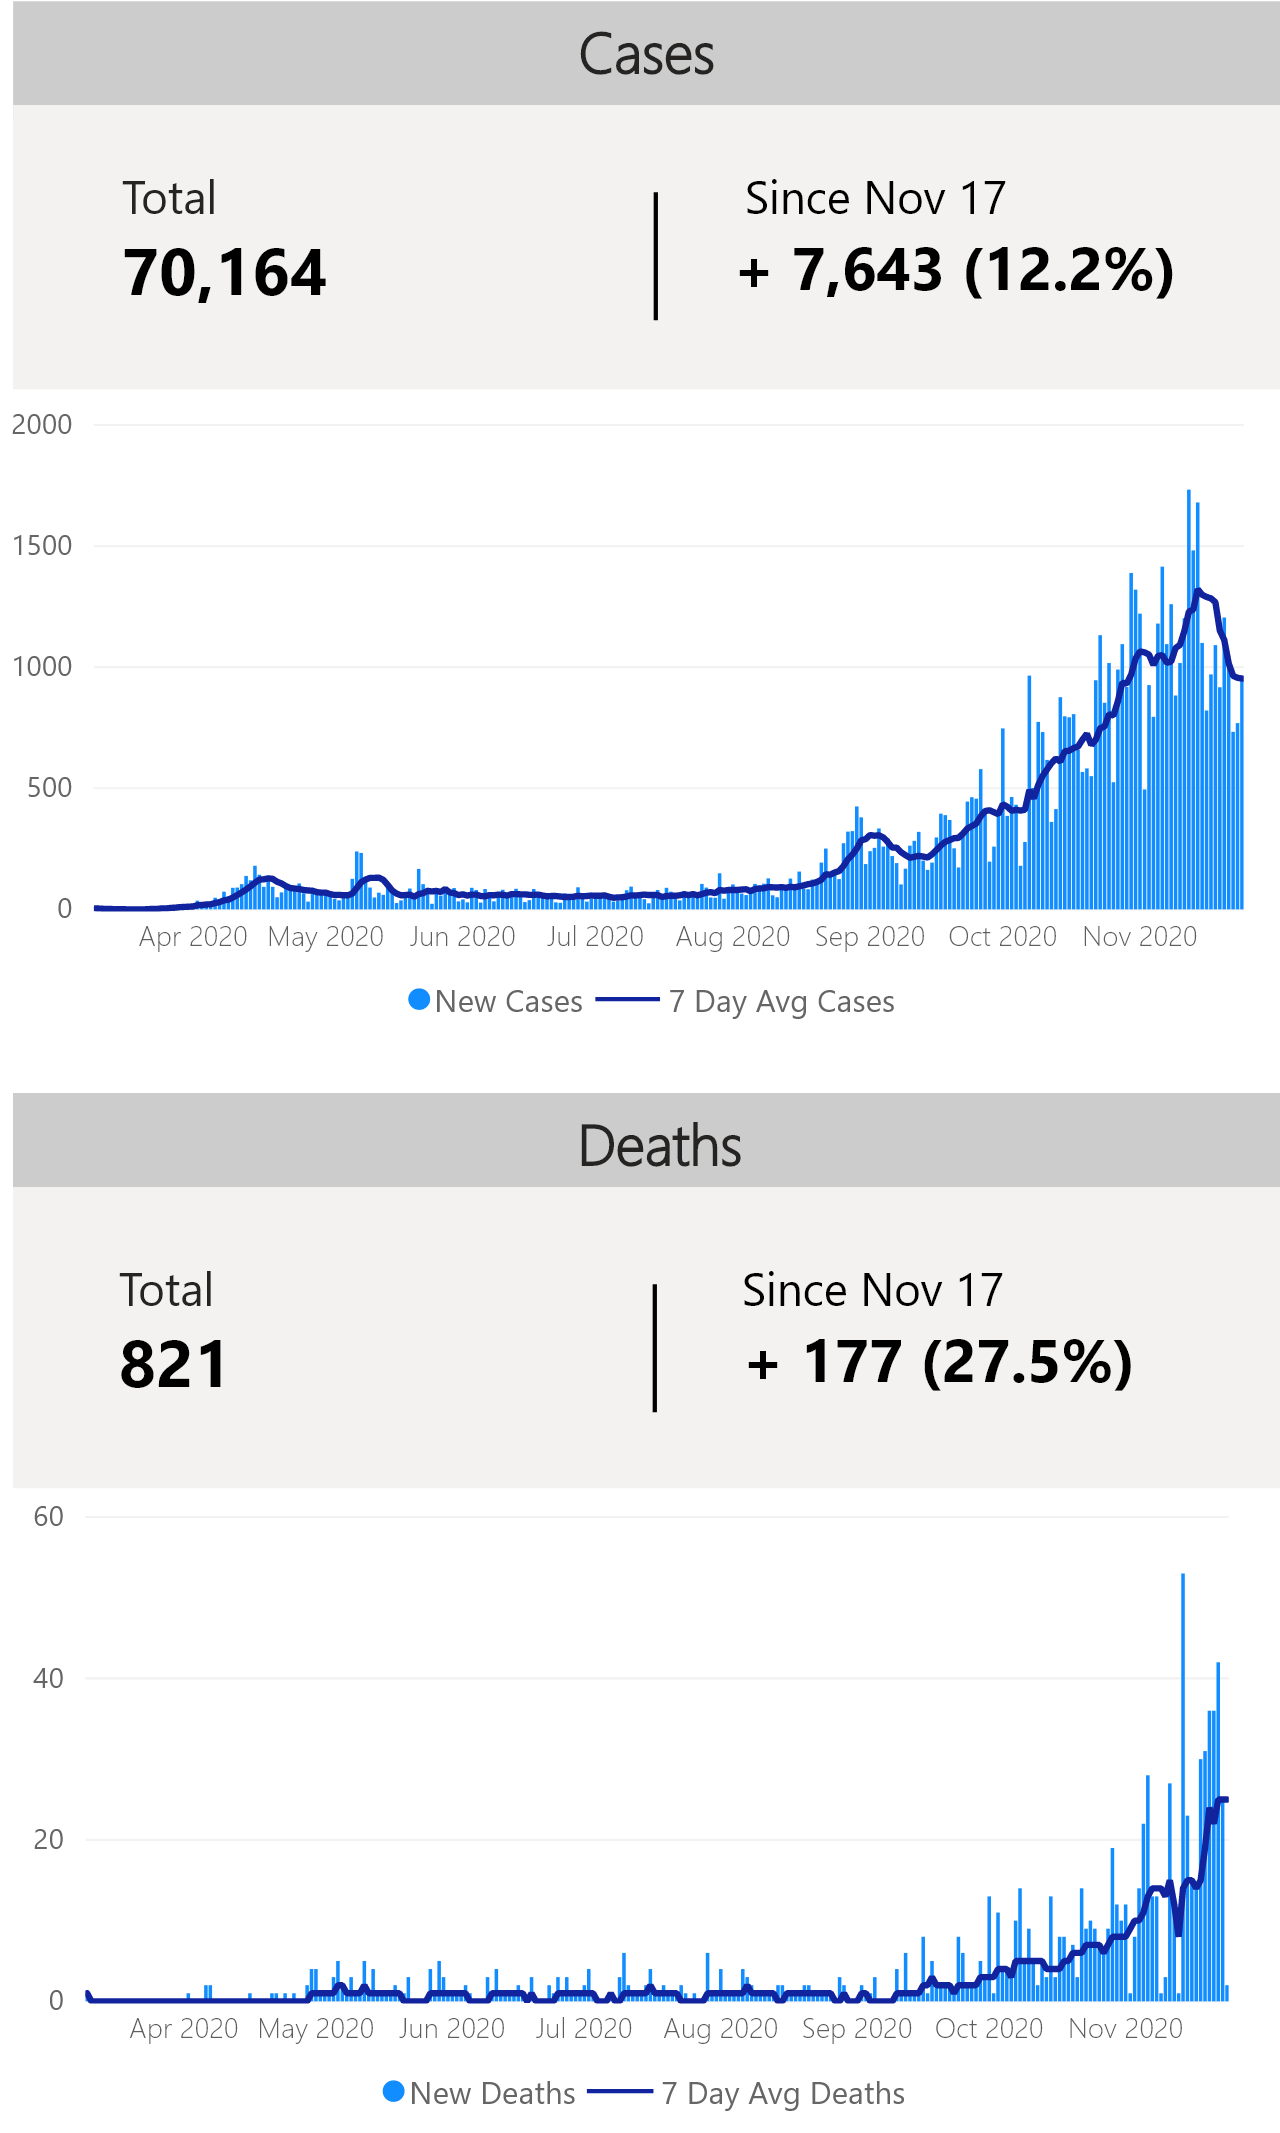 Cases
Total
Since Nov 17
70,164
+ 7,643 (12.2%)
2000
1500
1000
500
0
Apr 2020 May 2020 Jun 2020 Jul 2020 Aug 2020 Sep 2020 Oct 2020 Nov 2020
New Cases 7 Day Avg Cases
Deaths
Total
Since Nov 17
821
+ 177 (27.5%)
60
40
20
0
Apr 2020 May 2020 Jun 2020 Jul 2020 Aug 2020 Sep 2020 Oct 2020 Nov 2020
New Deaths 7 Day Avg Deaths